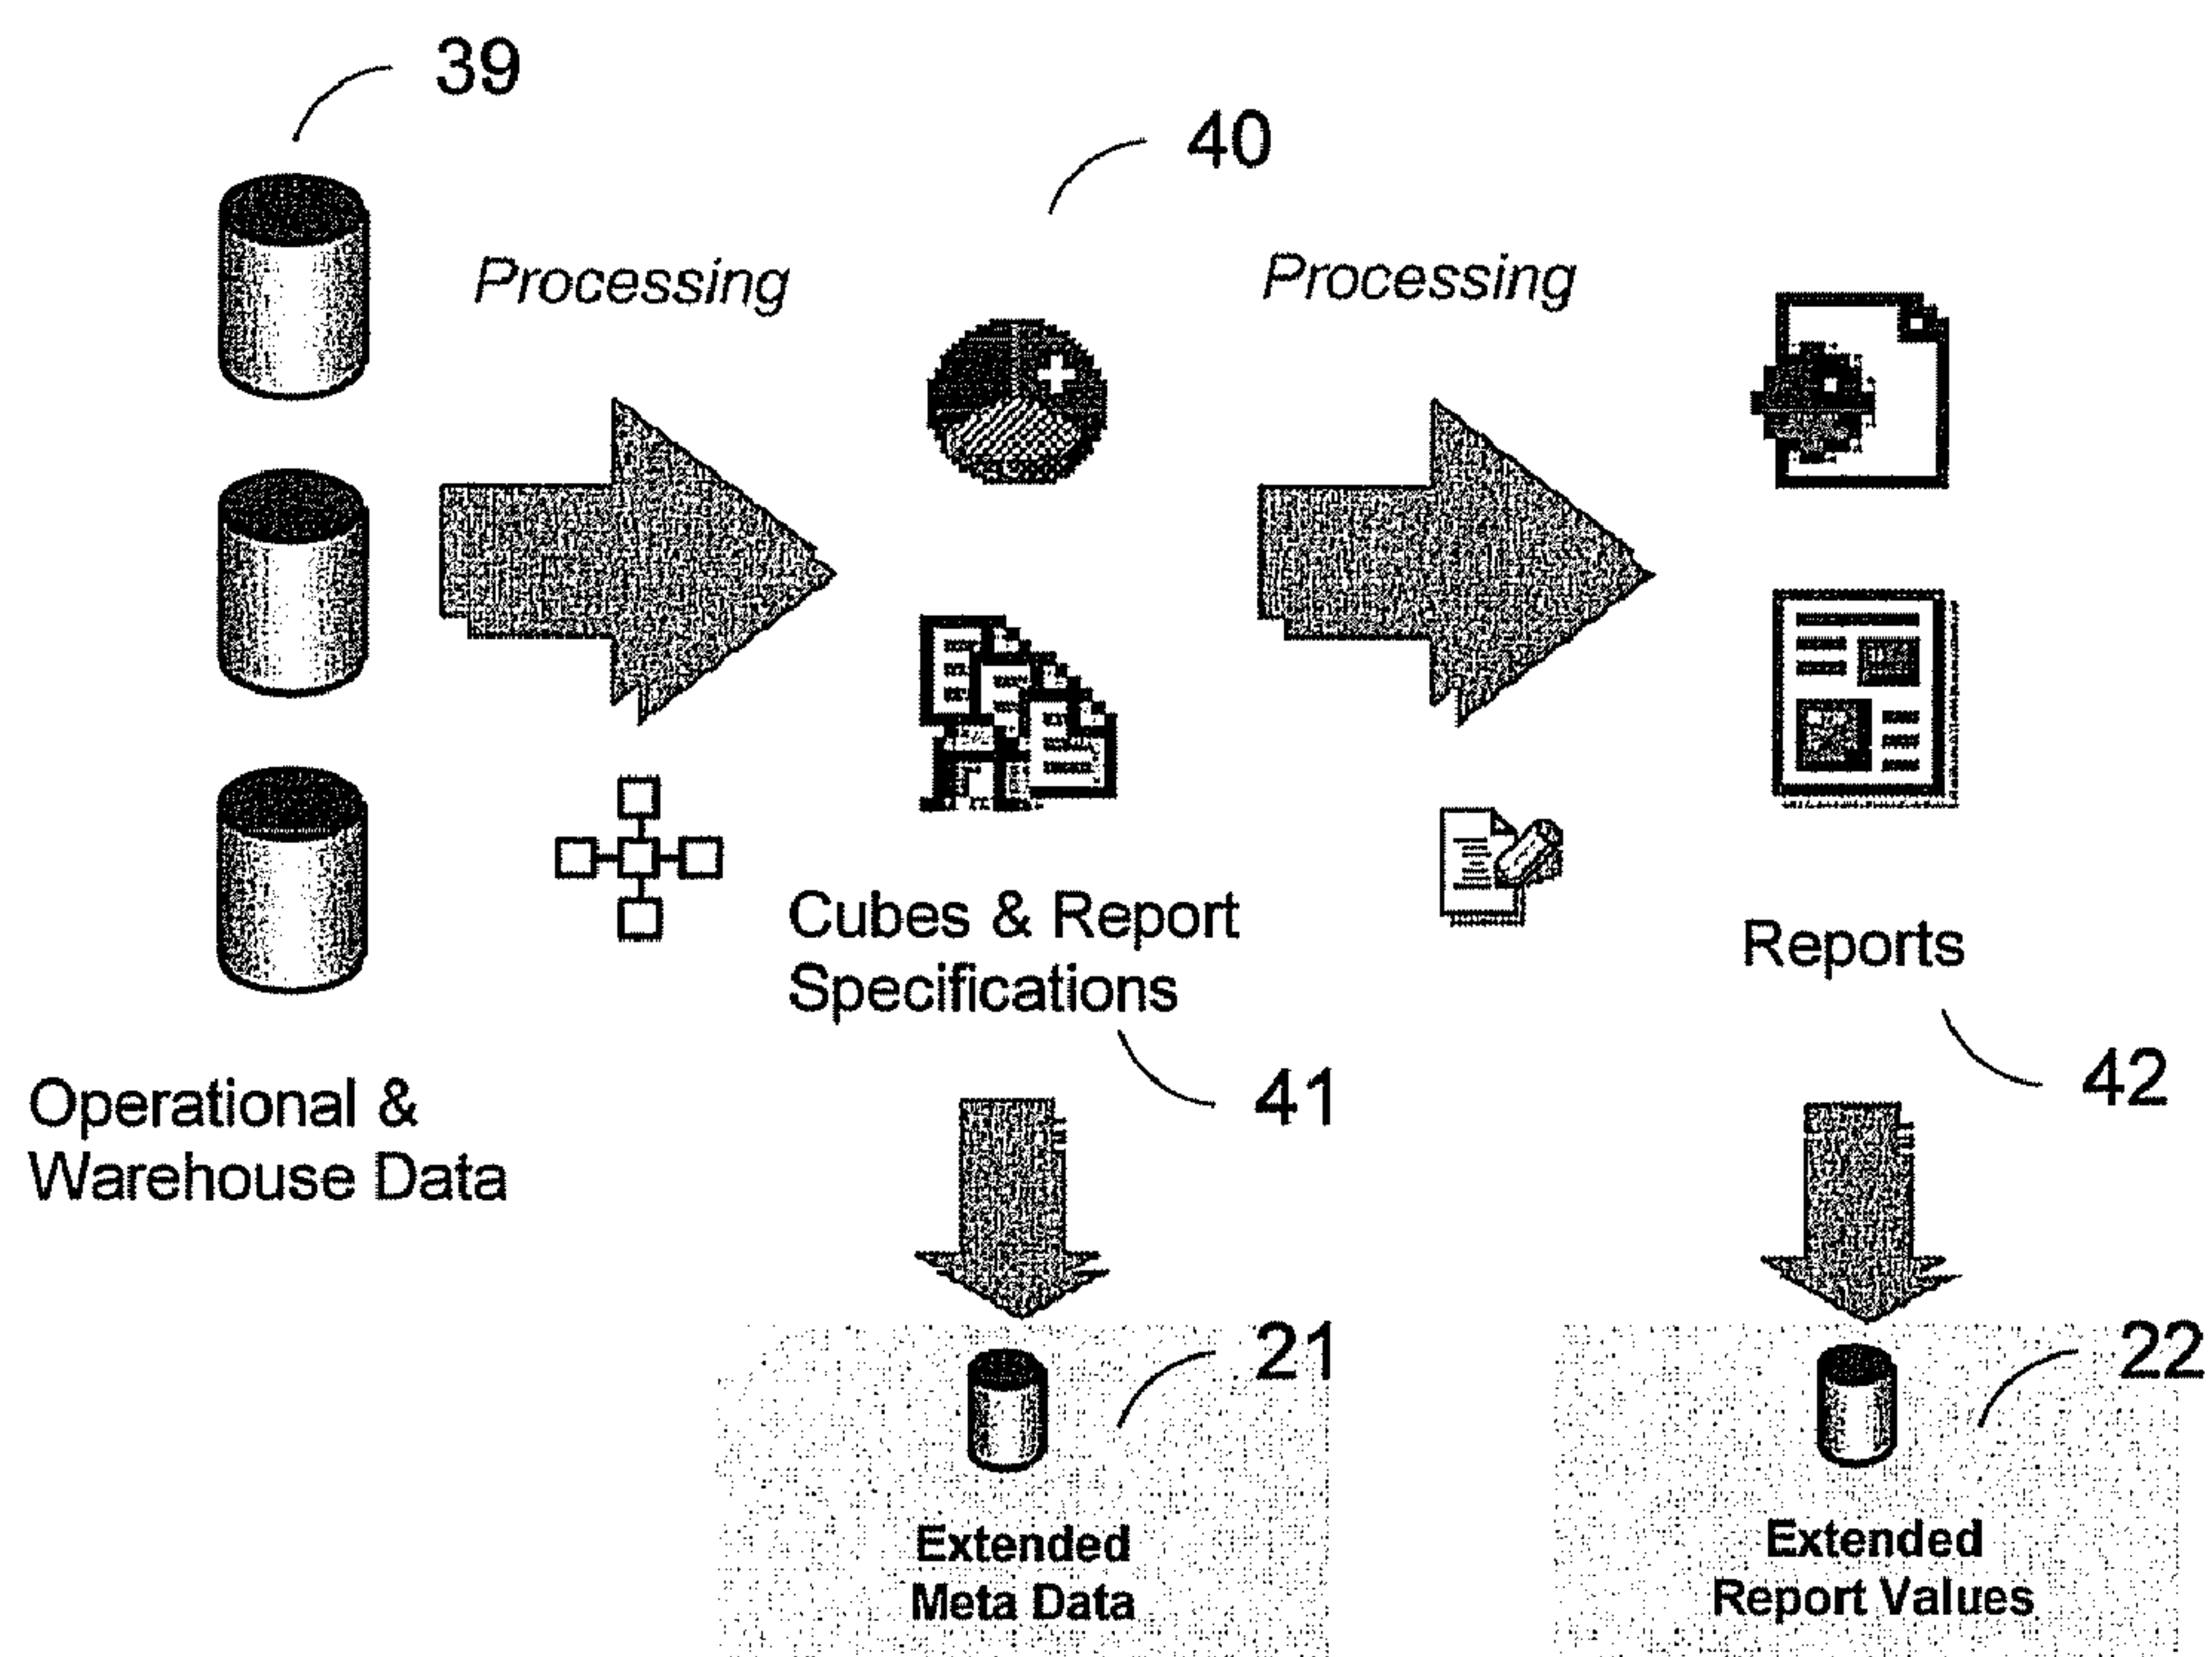 39
40
Processing
Processing
Cubes & Report
Specifications
Reports
41
42
Operational &
Warehouse Data
21
22
Extended
Meta Data
Extended
Report Values